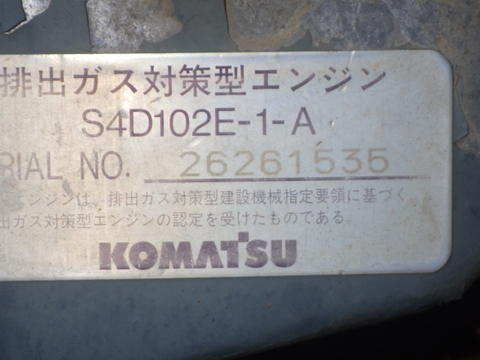 排出ガス対策型エンジン
S4D102E-1-A
RIAL NO. 26261535
エンジンは、排出ガス対策型建設機械指定要領に基づく
出ガス対策型エンジンの認定を受けたものである。
KOMATSU